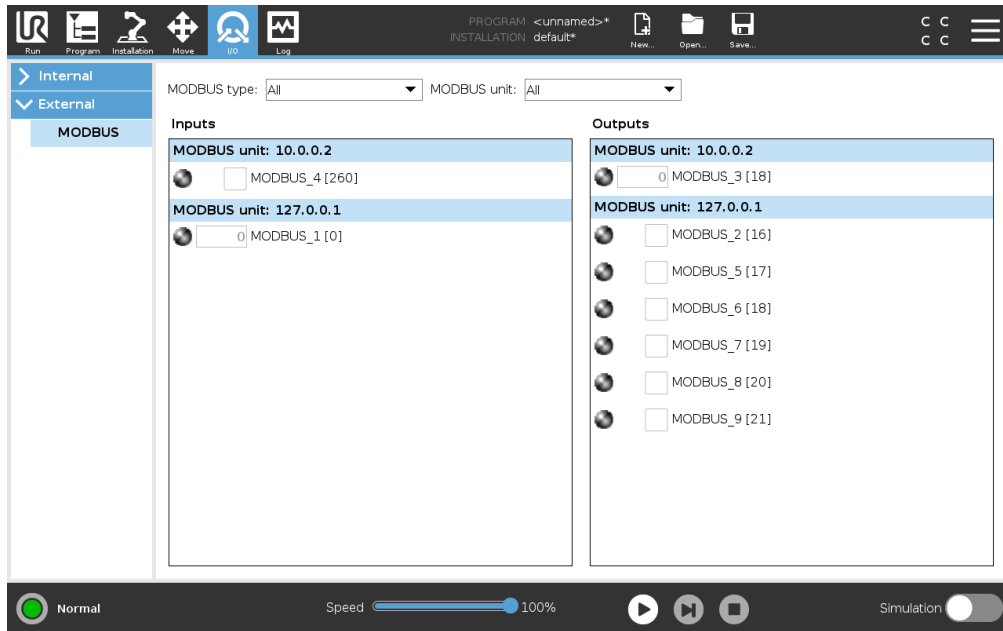 UR
Run
Program
Installation
Move
I/O
Log
PROGRAM <unnamed>*
INSTALLATION default*
New...
Open...
Save...
C C
C C
Internal
External
MODBUS
MODBUS type: All
MODBUS unit: All
Inputs
MODBUS unit: 10.0.0.2
MODBUS_4 [260]
MODBUS unit: 127.0.0.1
0 MODBUS_1 [0]
Outputs
MODBUS unit: 10.0.0.2
0 MODBUS_3 [18]
MODBUS unit: 127.0.0.1
MODBUS_2 [16]
MODBUS_5 [17]
MODBUS_6 [18]
MODBUS_7 [19]
MODBUS_8 [20]
MODBUS_9 [21]
Normal
Speed 100%
Simulation